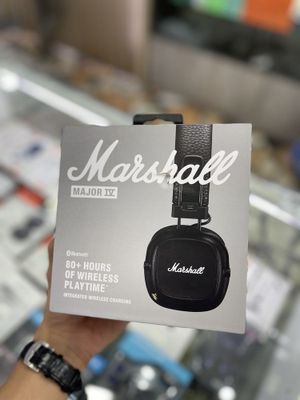 Marshall
MAJOR IV
Bluetooth
80+ HOURS
OF WIRELESS
PLAYTIME*
INTEGRATED WIRELESS CHARGING
Marshall